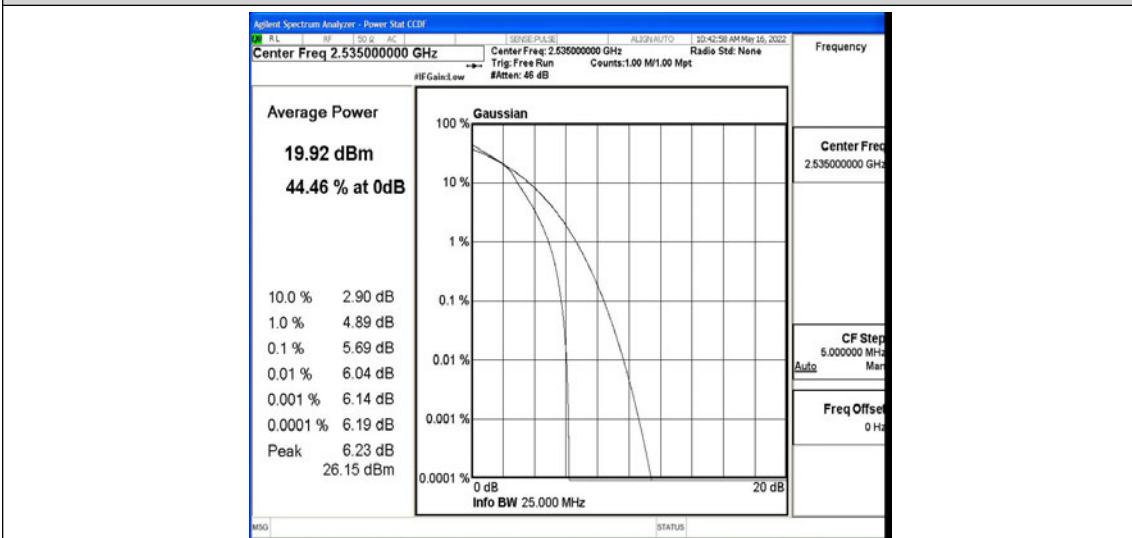 Agilent Spectrum Analyzer - Power Stat CCDF
RL RF 50 Ω AC SENSE:PULSE ALIGN AUTO 10:42:58 AM May 16, 2022
Center Freq 2.535000000 GHz
Center Freq: 2.535000000 GHz Radio Std: None
Trig: Free Run Counts:1.00 M/1.00 Mpt
#IFGain:Low #Atten: 46 dB
Frequency
Average Power
19.92 dBm
44.46 % at 0dB
10.0 % 2.90 dB
1.0 % 4.89 dB
0.1 % 5.69 dB
0.01 % 6.04 dB
0.001 % 6.14 dB
0.0001 % 6.19 dB
Peak 6.23 dB
26.15 dBm
Gaussian
100 %
10 %
1 %
0.1 %
0.01 %
0.001 %
0.0001 %
0 dB 20 dB
Info BW 25.000 MHz
Center Freq
2.535000000 GHz
CF Step
5.000000 MHz
Auto Man
Freq Offset
0 Hz
MSG STATUS